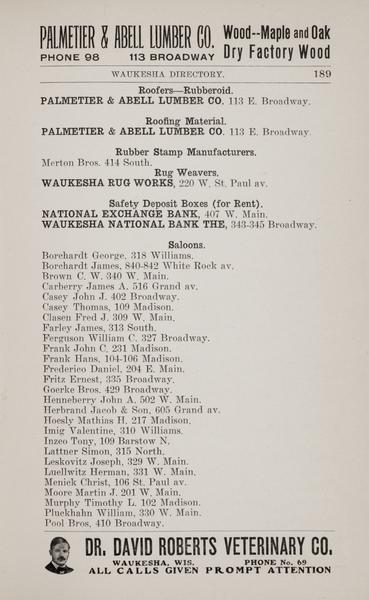 PALMETIER & ABELL LUMBER CO. Wood--Maple and Oak
PHONE 98 113 BROADWAY Dry Factory Wood
WAUKESHA DIRECTORY. 189
Roofers—Rubberoid.
PALMETIER & ABELL LUMBER CO. 113 E. Broadway.
Roofing Material.
PALMETIER & ABELL LUMBER CO. 113 E. Broadway.
Rubber Stamp Manufacturers.
Merton Bros. 414 South.
Rug Weavers.
WAUKESHA RUG WORKS, 220 W. St. Paul av.
Safety Deposit Boxes (for Rent).
NATIONAL EXCHANGE BANK, 407 W. Main.
WAUKESHA NATIONAL BANK THE, 343-345 Broadway.
Saloons.
Borchardt George, 318 Williams.
Borchardt James, 840-842 White Rock av.
Brown C. W. 340 W. Main.
Carberry James A. 516 Grand av.
Casey John J. 402 Broadway.
Casey Thomas, 109 Madison.
Clasen Fred J. 309 W. Main.
Farley James, 313 South.
Ferguson William C. 327 Broadway.
Frank John C. 231 Madison.
Frank Hans, 104-106 Madison.
Frederico Daniel, 204 E. Main.
Fritz Ernest, 335 Broadway.
Goerke Bros. 429 Broadway.
Henneberry John A. 502 W. Main.
Herbrand Jacob & Son, 605 Grand av.
Hoesly Mathias H. 217 Madison.
Imig Valentine, 310 Williams.
Inzeo Tony, 109 Barstow N.
Lattner Simon, 315 North.
Leskovitz Joseph, 329 W. Main.
Luellwitz Herman, 331 W. Main.
Menick Christ, 106 St. Paul av.
Moore Martin J. 201 W. Main.
Murphy Timothy L. 102 Madison.
Pluckhahn William, 330 W. Main.
Pool Bros, 410 Broadway.
DR. DAVID ROBERTS VETERINARY CO.
WAUKESHA, WIS. PHONE No. 69
ALL CALLS GIVEN PROMPT ATTENTION